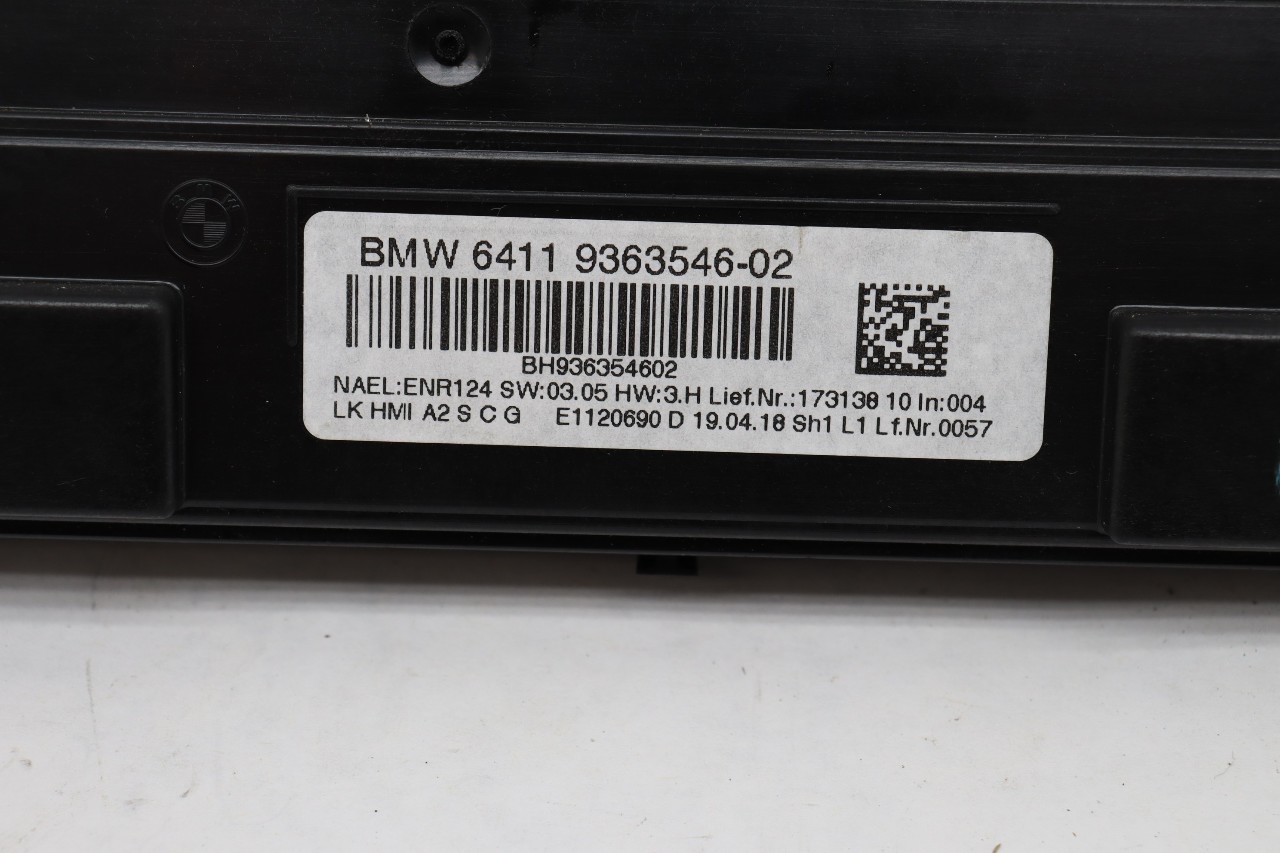 BMW
BMW 6411 9363546-02
BH936354602
NAEL:ENR124 SW:03.05 HW:3.H Lief.Nr.:173138 10 In:004
LK HMI A2 S C G E1120690 D 19.04.18 Sh1 L1 Lf.Nr.0057